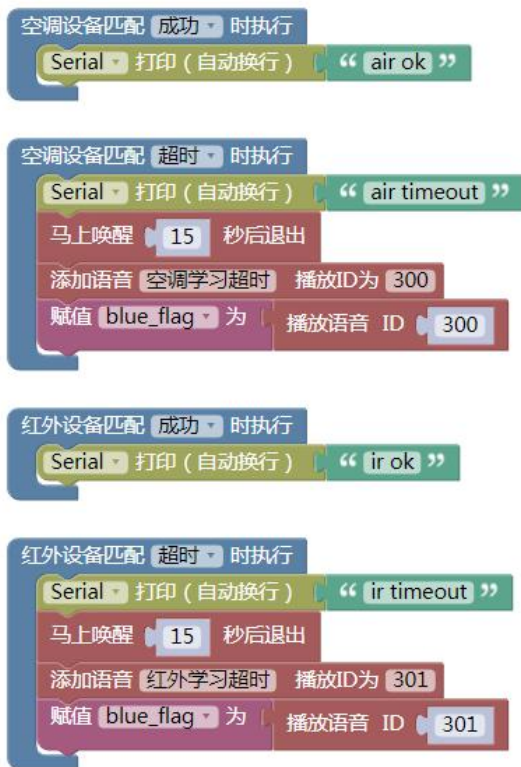 空调设备匹配 成功 时执行
Serial 打印(自动换行) “ air ok ”
空调设备匹配 超时 时执行
Serial 打印(自动换行) “ air timeout ”
马上唤醒 15 秒后退出
添加语音 空调学习超时 播放ID为 300
赋值 blue_flag 为 播放语音 ID 300
红外设备匹配 成功 时执行
Serial 打印(自动换行) “ ir ok ”
红外设备匹配 超时 时执行
Serial 打印(自动换行) “ ir timeout ”
马上唤醒 15 秒后退出
添加语音 红外学习超时 播放ID为 301
赋值 blue_flag 为 播放语音 ID 301